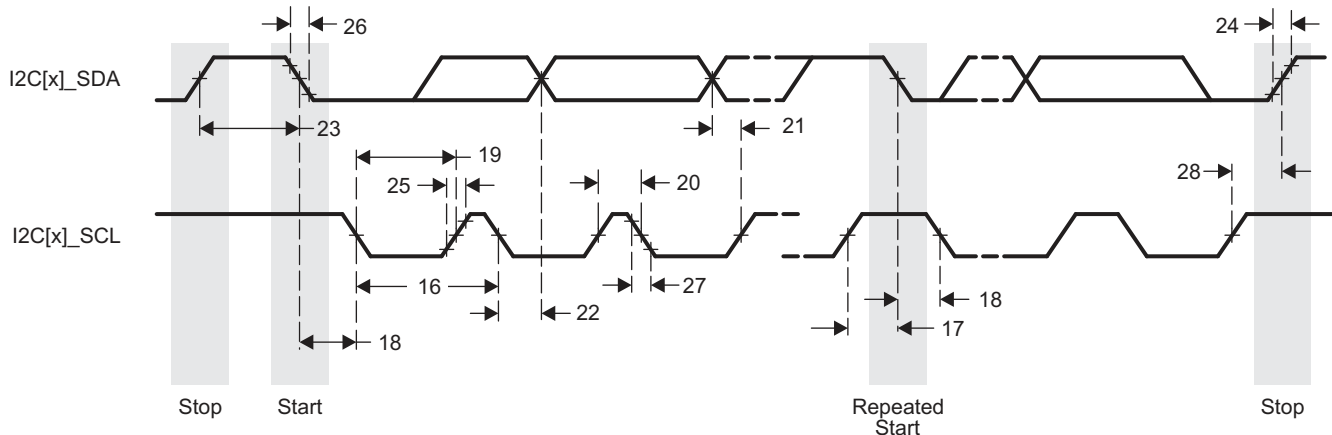 26
24
I2C[x]_SDA
23
21
19
25
20
28
I2C[x]_SCL
16
27
22
18
18
17
Stop
Start
Repeated
Start
Stop